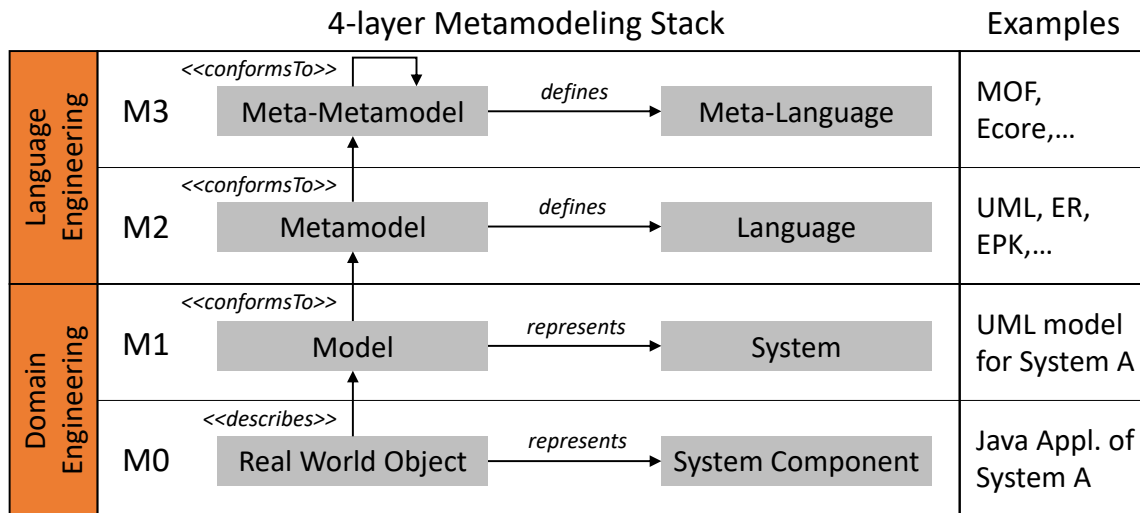 4-layer Metamodeling Stack
Examples
Language
Engineering
M3
<<conformsTo>>
Meta-Metamodel
defines
Meta-Language
MOF,
Ecore,...
M2
<<conformsTo>>
Metamodel
defines
Language
UML, ER,
EPK,...
Domain
Engineering
M1
<<conformsTo>>
Model
represents
System
UML model
for System A
M0
<<describes>>
Real World Object
represents
System Component
Java Appl. of
System A